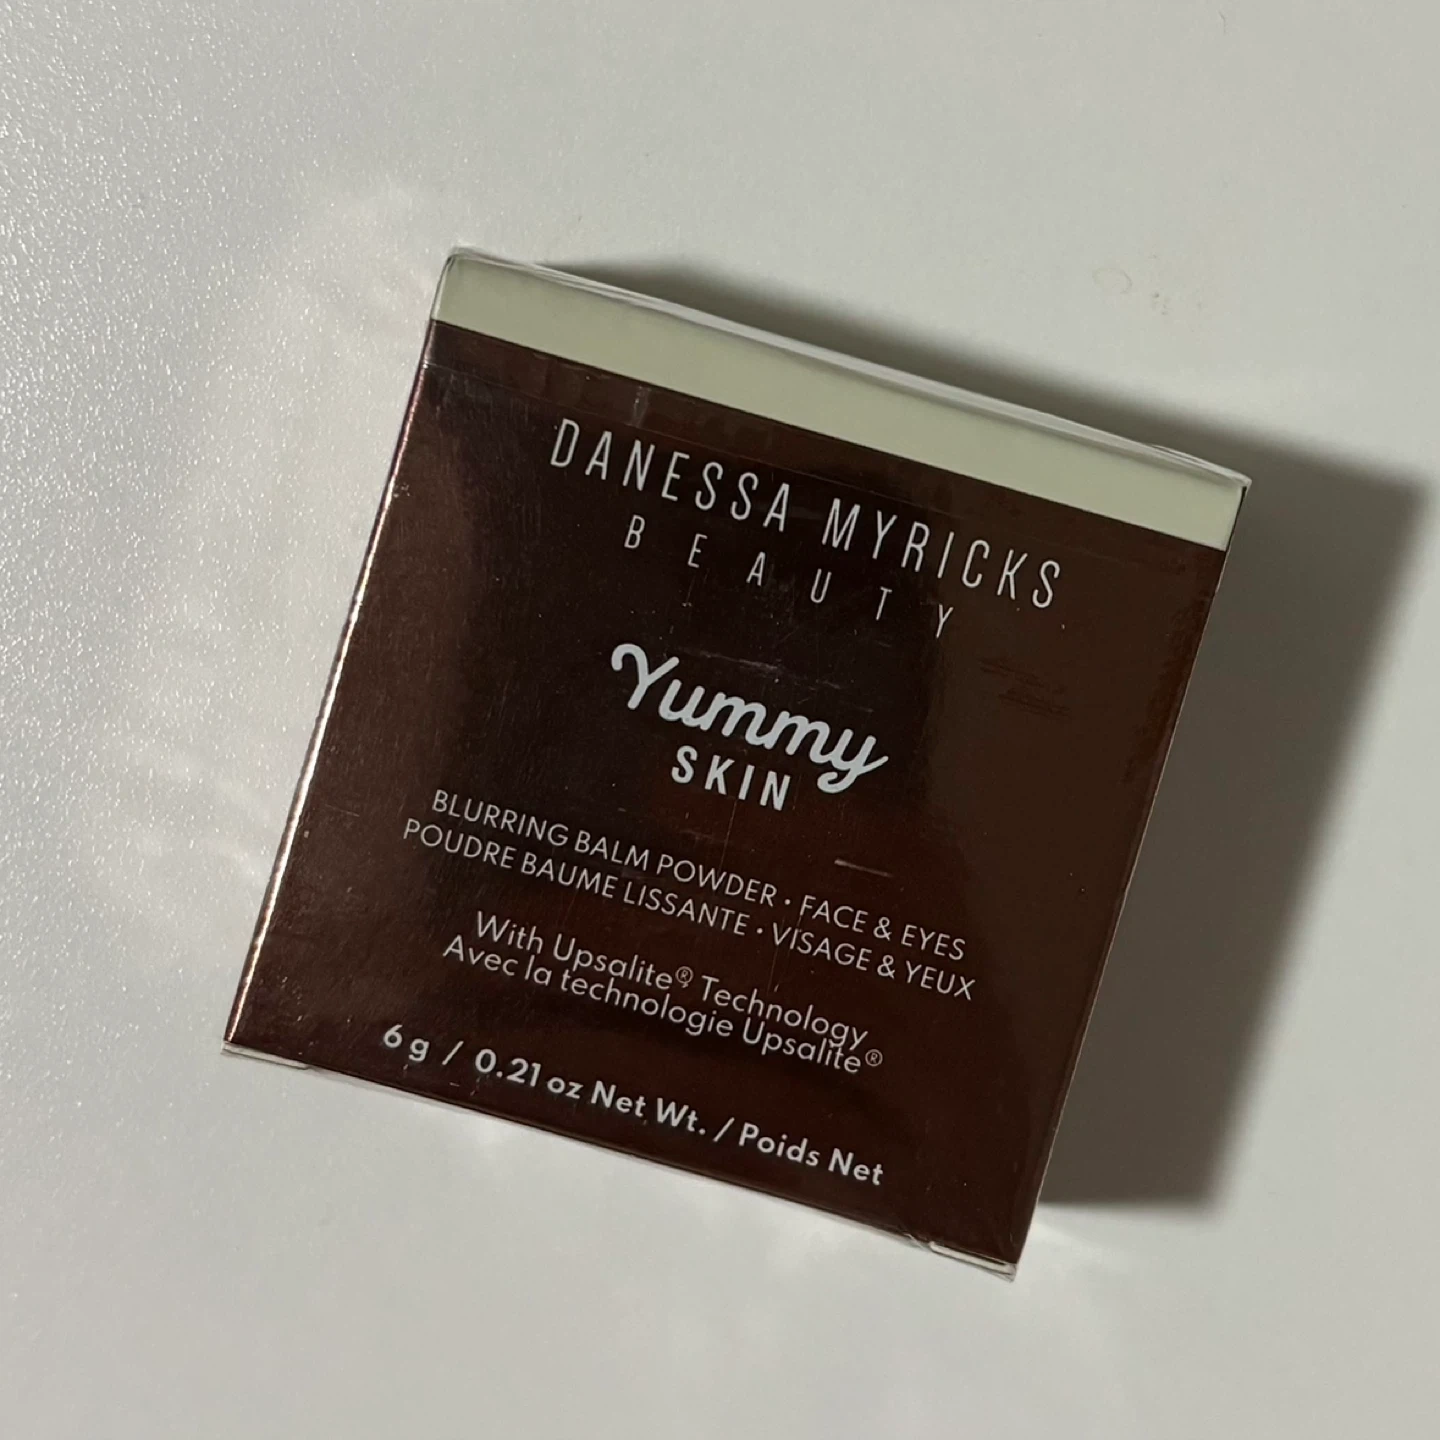 DANESSA MYRICKS
BEAUTY
Yummy
SKIN
BLURRING BALM POWDER · FACE & EYES
POUDRE BAUME LISSANTE · VISAGE & YEUX
With Upsalite® Technology
Avec la technologie Upsalite®
6 g / 0.21 oz Net Wt. / Poids Net